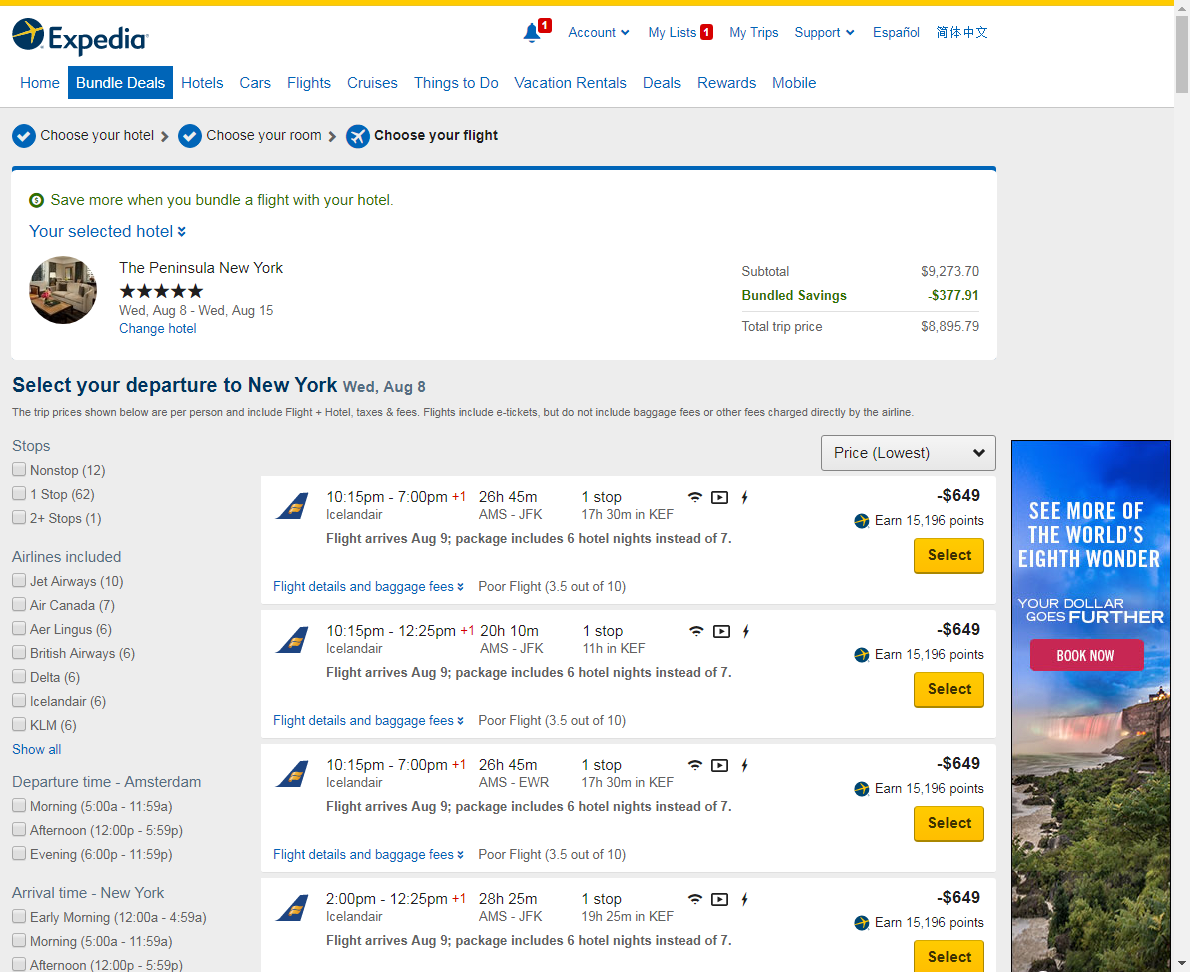 Expedia
1
Account
My Lists 1
My Trips
Support
Español
简体中文
Home
Bundle Deals
Hotels
Cars
Flights
Cruises
Things to Do
Vacation Rentals
Deals
Rewards
Mobile
Choose your hotel
Choose your room
Choose your flight
Save more when you bundle a flight with your hotel.
Your selected hotel
The Peninsula New York
Wed, Aug 8 - Wed, Aug 15
Change hotel
Subtotal $9,273.70
Bundled Savings -$377.91
Total trip price $8,895.79
Select your departure to New York Wed, Aug 8
The trip prices shown below are per person and include Flight + Hotel, taxes & fees. Flights include e-tickets, but do not include baggage fees or other fees charged directly by the airline.
Stops
Nonstop (12)
1 Stop (62)
2+ Stops (1)
Airlines included
Jet Airways (10)
Air Canada (7)
Aer Lingus (6)
British Airways (6)
Delta (6)
Icelandair (6)
KLM (6)
Show all
Departure time - Amsterdam
Morning (5:00a - 11:59a)
Afternoon (12:00p - 5:59p)
Evening (6:00p - 11:59p)
Arrival time - New York
Early Morning (12:00a - 4:59a)
Morning (5:00a - 11:59a)
Afternoon (12:00p - 5:59p)
Price (Lowest)
10:15pm - 7:00pm +1 26h 45m 1 stop -$649
Icelandair AMS - JFK 17h 30m in KEF
Earn 15,196 points
Flight arrives Aug 9; package includes 6 hotel nights instead of 7.
Select
Flight details and baggage fees Poor Flight (3.5 out of 10)
10:15pm - 12:25pm +1 20h 10m 1 stop -$649
Icelandair AMS - JFK 11h in KEF
Earn 15,196 points
Flight arrives Aug 9; package includes 6 hotel nights instead of 7.
Select
Flight details and baggage fees Poor Flight (3.5 out of 10)
10:15pm - 7:00pm +1 26h 45m 1 stop -$649
Icelandair AMS - EWR 17h 30m in KEF
Earn 15,196 points
Flight arrives Aug 9; package includes 6 hotel nights instead of 7.
Select
Flight details and baggage fees Poor Flight (3.5 out of 10)
2:00pm - 12:25pm +1 28h 25m 1 stop -$649
Icelandair AMS - JFK 19h 25m in KEF
Earn 15,196 points
Flight arrives Aug 9; package includes 6 hotel nights instead of 7.
Select
SEE MORE OF
THE WORLD'S
EIGHTH WONDER
YOUR DOLLAR
GOES FURTHER
BOOK NOW